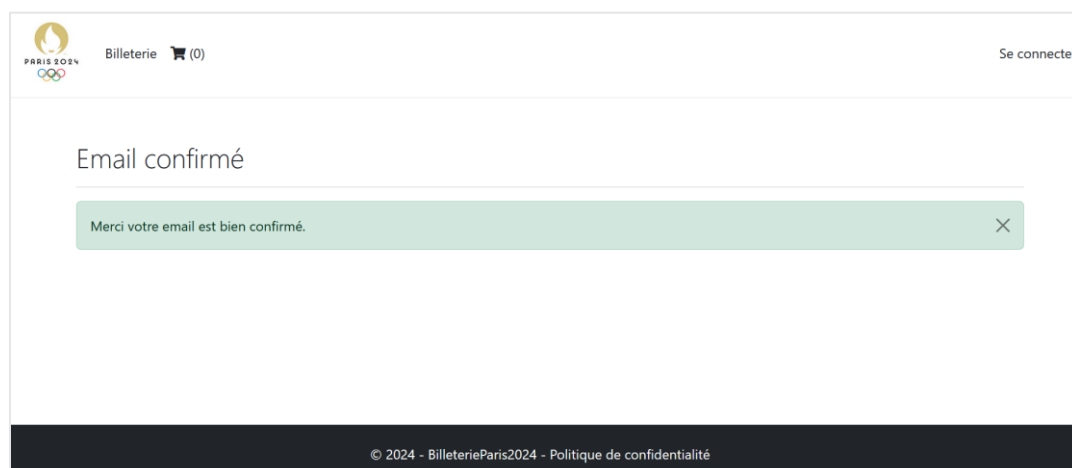 PARIS 2024
Billeterie (0)
Se connecte
Email confirmé
Merci votre email est bien confirmé.
© 2024 - BilleterieParis2024 - Politique de confidentialité